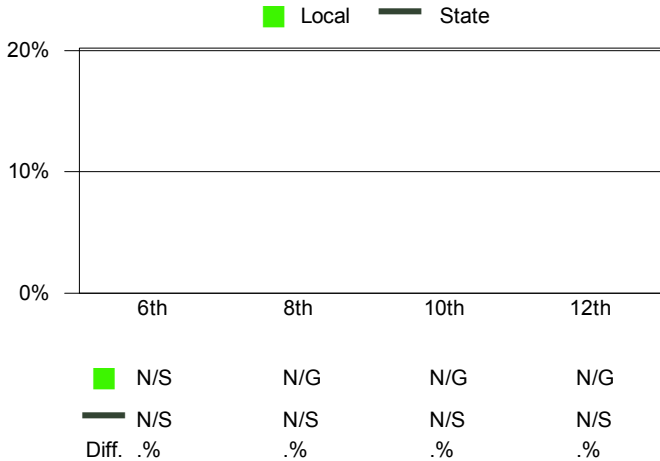 Local State
20%
10%
0%
6th 8th 10th 12th
N/S N/G N/G N/G
N/S N/S N/S N/S
Diff. .% .% .% .%